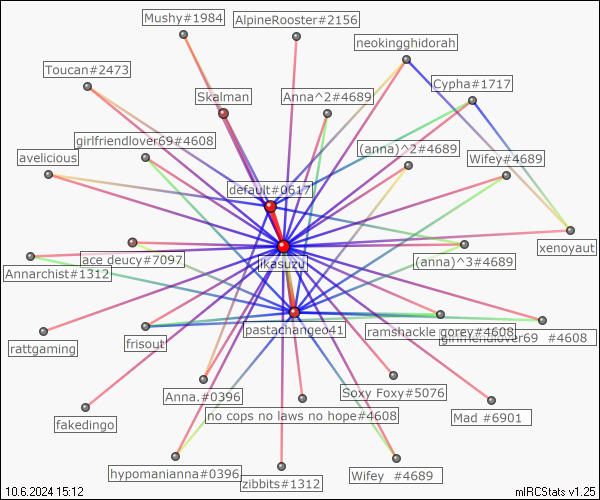 Mushy#1984
AlpineRooster#2156
neokingghidorah
Toucan#2473
Cypha#1717
Skalman
Anna^2#4689
girlfriendlover69#4608
(anna)^2#4689
avelicious
Wifey#4689
default#0617
xenoyaut
ace deucy#7097
(anna)^3#4689
Annarchist#1312
likasuzu
pastachangeo41
ramshackle gorey#4608
girlfriendlover69 #4608
rattgaming
frisout
Anna.#0396
Soxy Foxy#5076
no cops no laws no hope#4608
Mad #6901
fakedingo
hypomanianna#0396
Wifey #4689
zibbits#1312
10.6.2024 15:12
mIRCStats v1.25